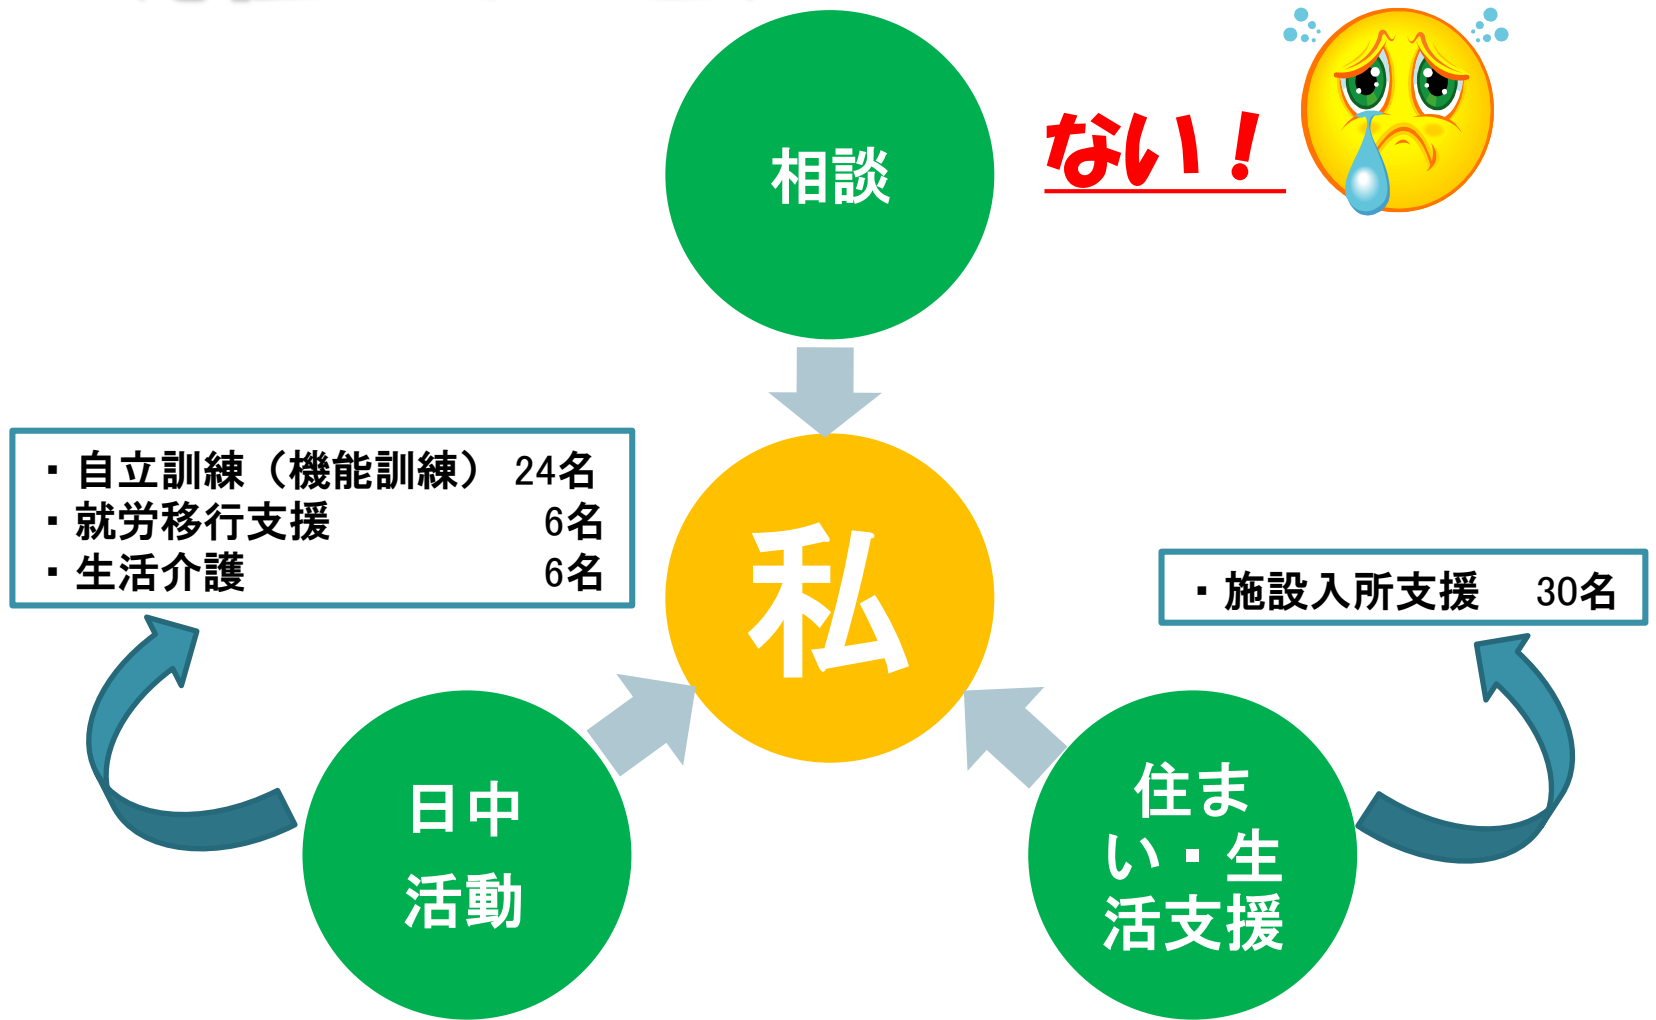 相談
ない！
・自立訓練（機能訓練） 24名
・就労移行支援 6名
・生活介護 6名
私
・施設入所支援 30名
日中
活動
住ま
い・生
活支援